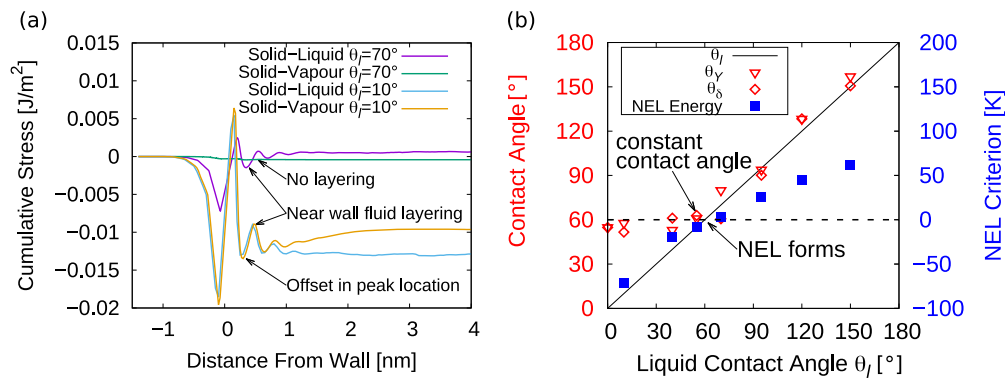 (a)
Cumulative Stress [J/m²]
0.015
0.01
0.005
0
−0.005
−0.01
−0.015
−0.02
Solid−Liquid θl=70°
Solid−Vapour θl=70°
Solid−Liquid θl=10°
Solid−Vapour θl=10°
No layering
Near wall fluid layering
Offset in peak location
−1 0 1 2 3 4
Distance From Wall [nm]
(b)
Contact Angle [°]
180
150
120
90
60
30
0
θl
θY
θδ
NEL Energy
constant
contact angle
NEL forms
0 30 60 90 120 150 180
Liquid Contact Angle θl [°]
200
150
100
50
0
−50
−100
NEL Criterion [K]